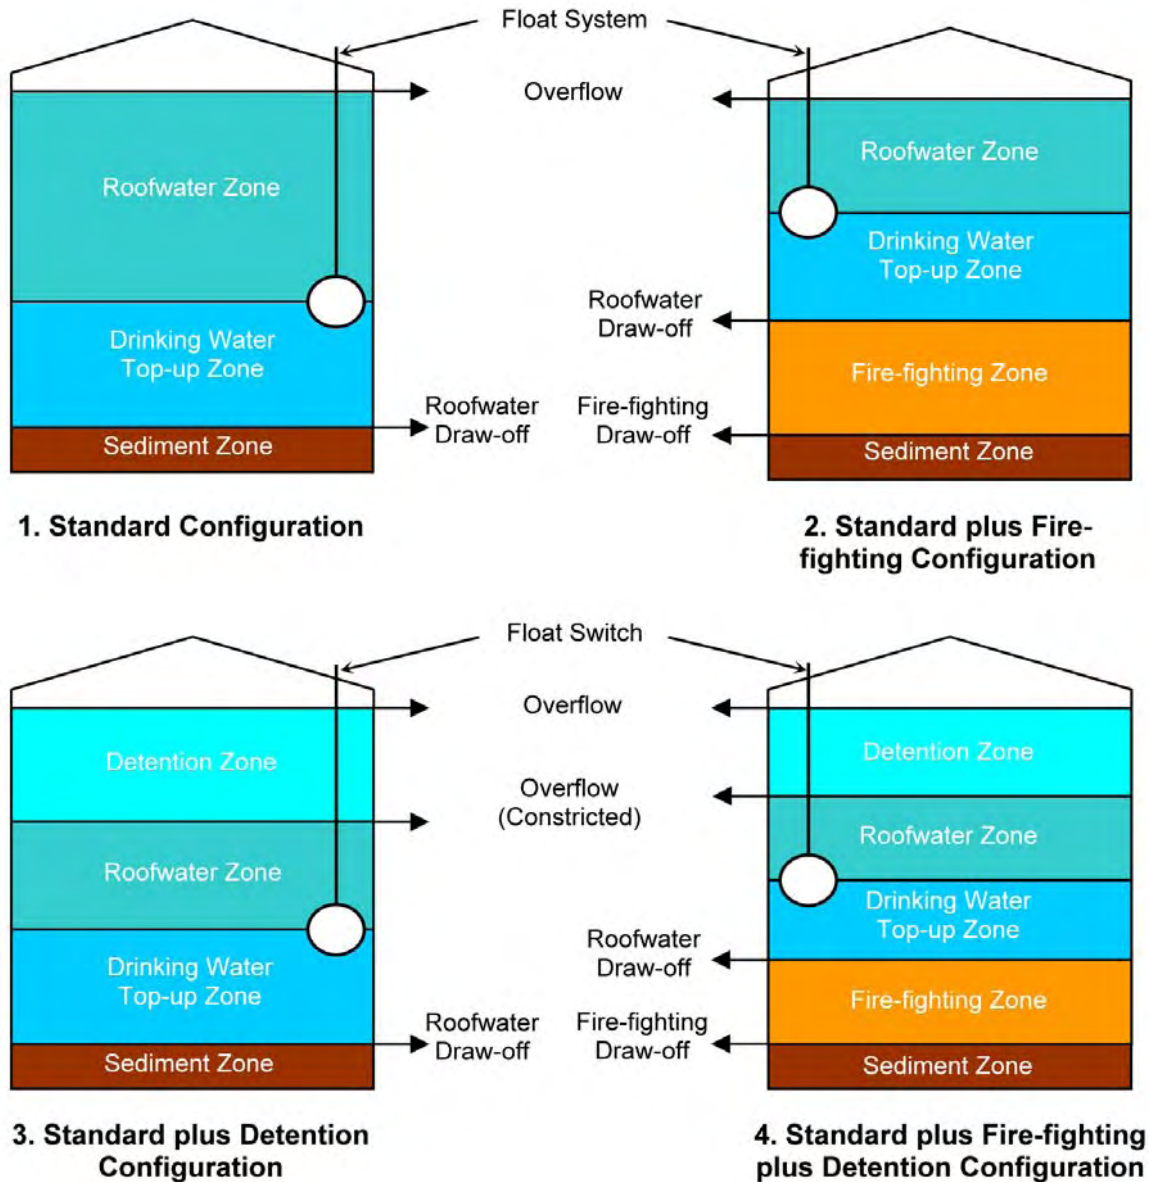 Float System
Overflow
Roofwater Zone
Drinking Water
Top-up Zone
Sediment Zone
Roofwater
Draw-off
1. Standard Configuration
Roofwater Zone
Drinking Water
Top-up Zone
Roofwater
Draw-off
Fire-fighting Zone
Fire-fighting
Draw-off
Sediment Zone
2. Standard plus Fire-
fighting Configuration
Float Switch
Overflow
Detention Zone
Overflow
(Constricted)
Roofwater Zone
Drinking Water
Top-up Zone
Roofwater
Draw-off
Sediment Zone
3. Standard plus Detention
Configuration
Detention Zone
Roofwater Zone
Drinking Water
Top-up Zone
Roofwater
Draw-off
Fire-fighting Zone
Fire-fighting
Draw-off
Sediment Zone
4. Standard plus Fire-fighting
plus Detention Configuration